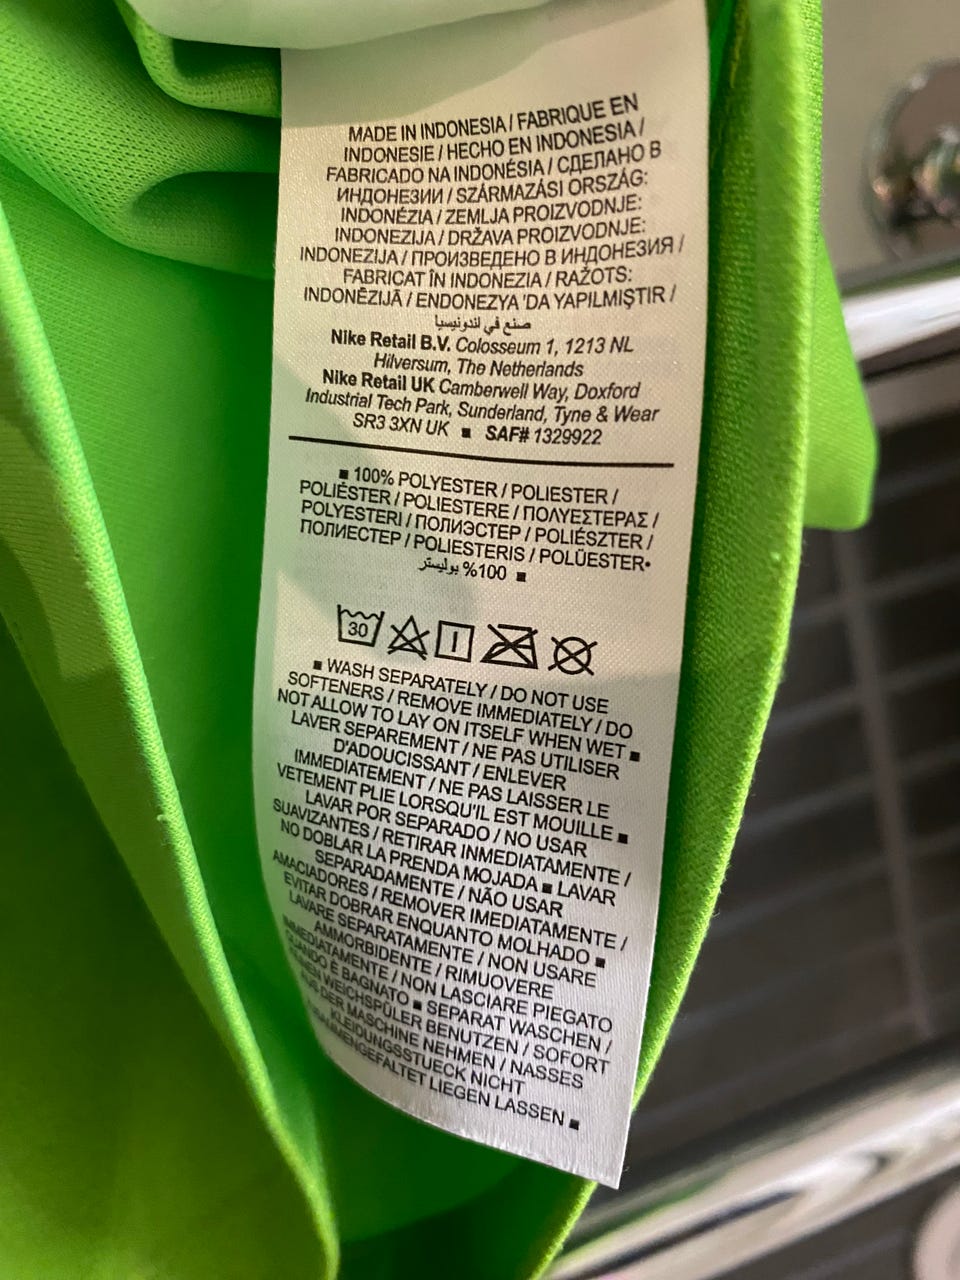 MADE IN INDONESIA / FABRIQUE EN
INDONESIE / HECHO EN INDONESIA /
FABRICADO NA INDONÉSIA / СДЕЛАНО В
ИНДОНЕЗИИ / SZÁRMAZÁSI ORSZÁG:
INDONÉZIA / ZEMLJA PROIZVODNJE:
INDONEZIJA / DRŽAVA PROIZVODNJE:
INDONEZIJA / ПРОИЗВЕДЕНО В ИНДОНЕЗИЯ /
FABRICAT ÎN INDONEZIA / RAŽOTS:
INDONĒZIJĀ / ENDONEZYA 'DA YAPILMIŞTIR /
صنع في اندونيسيا
Nike Retail B.V. Colosseum 1, 1213 NL
Hilversum, The Netherlands
Nike Retail UK Camberwell Way, Doxford
Industrial Tech Park, Sunderland, Tyne & Wear
SR3 3XN UK ■ SAF# 1329922
■ 100% POLYESTER / POLIESTER /
POLIÉSTER / POLIESTERE / ΠΟΛΥΕΣΤΕΡΑΣ /
POLYESTERI / ПОЛИЭСТЕР / POLIÉSZTER /
ПОЛИЕСТЕР / POLIESTERIS / POLÜESTER•
100% بوليستر ■
30
■ WASH SEPARATELY / DO NOT USE
SOFTENERS / REMOVE IMMEDIATELY / DO
NOT ALLOW TO LAY ON ITSELF WHEN WET ■
LAVER SEPAREMENT / NE PAS UTILISER
D'ADOUCISSANT / ENLEVER
IMMEDIATEMENT / NE PAS LAISSER LE
VETEMENT PLIE LORSQU'IL EST MOUILLE ■
LAVAR POR SEPARADO / NO USAR
SUAVIZANTES / RETIRAR INMEDIATAMENTE /
NO DOBLAR LA PRENDA MOJADA ■ LAVAR
SEPARADAMENTE / NÃO USAR
AMACIADORES / REMOVER IMEDIATAMENTE /
EVITAR DOBRAR ENQUANTO MOLHADO ■
LAVARE SEPARATAMENTE / NON USARE
AMMORBIDENTE / RIMUOVERE
IMMEDIATAMENTE / NON LASCIARE PIEGATO
QUANDO È BAGNATO ■ SEPARAT WASCHEN /
WEICHSPÜLER BENUTZEN / SOFORT
AUS DER MASCHINE NEHMEN / NASSES
KLEIDUNGSSTUECK NICHT
ZUSAMMENGEFALTET LIEGEN LASSEN ■